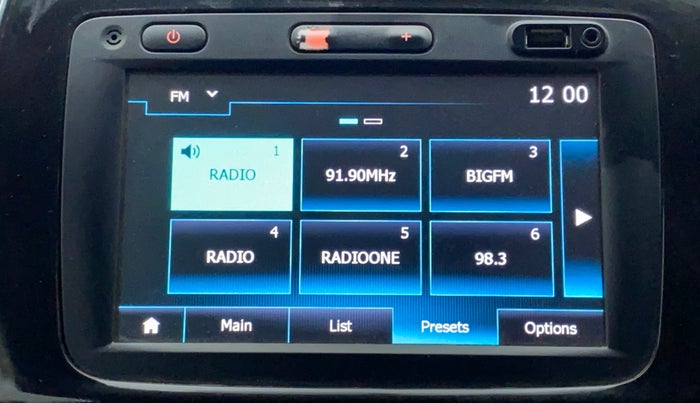 FM 12 00
1 2 3
RADIO 91.90MHz BIGFM
4 5 6
RADIO RADIOONE 98.3
Main List Presets Options